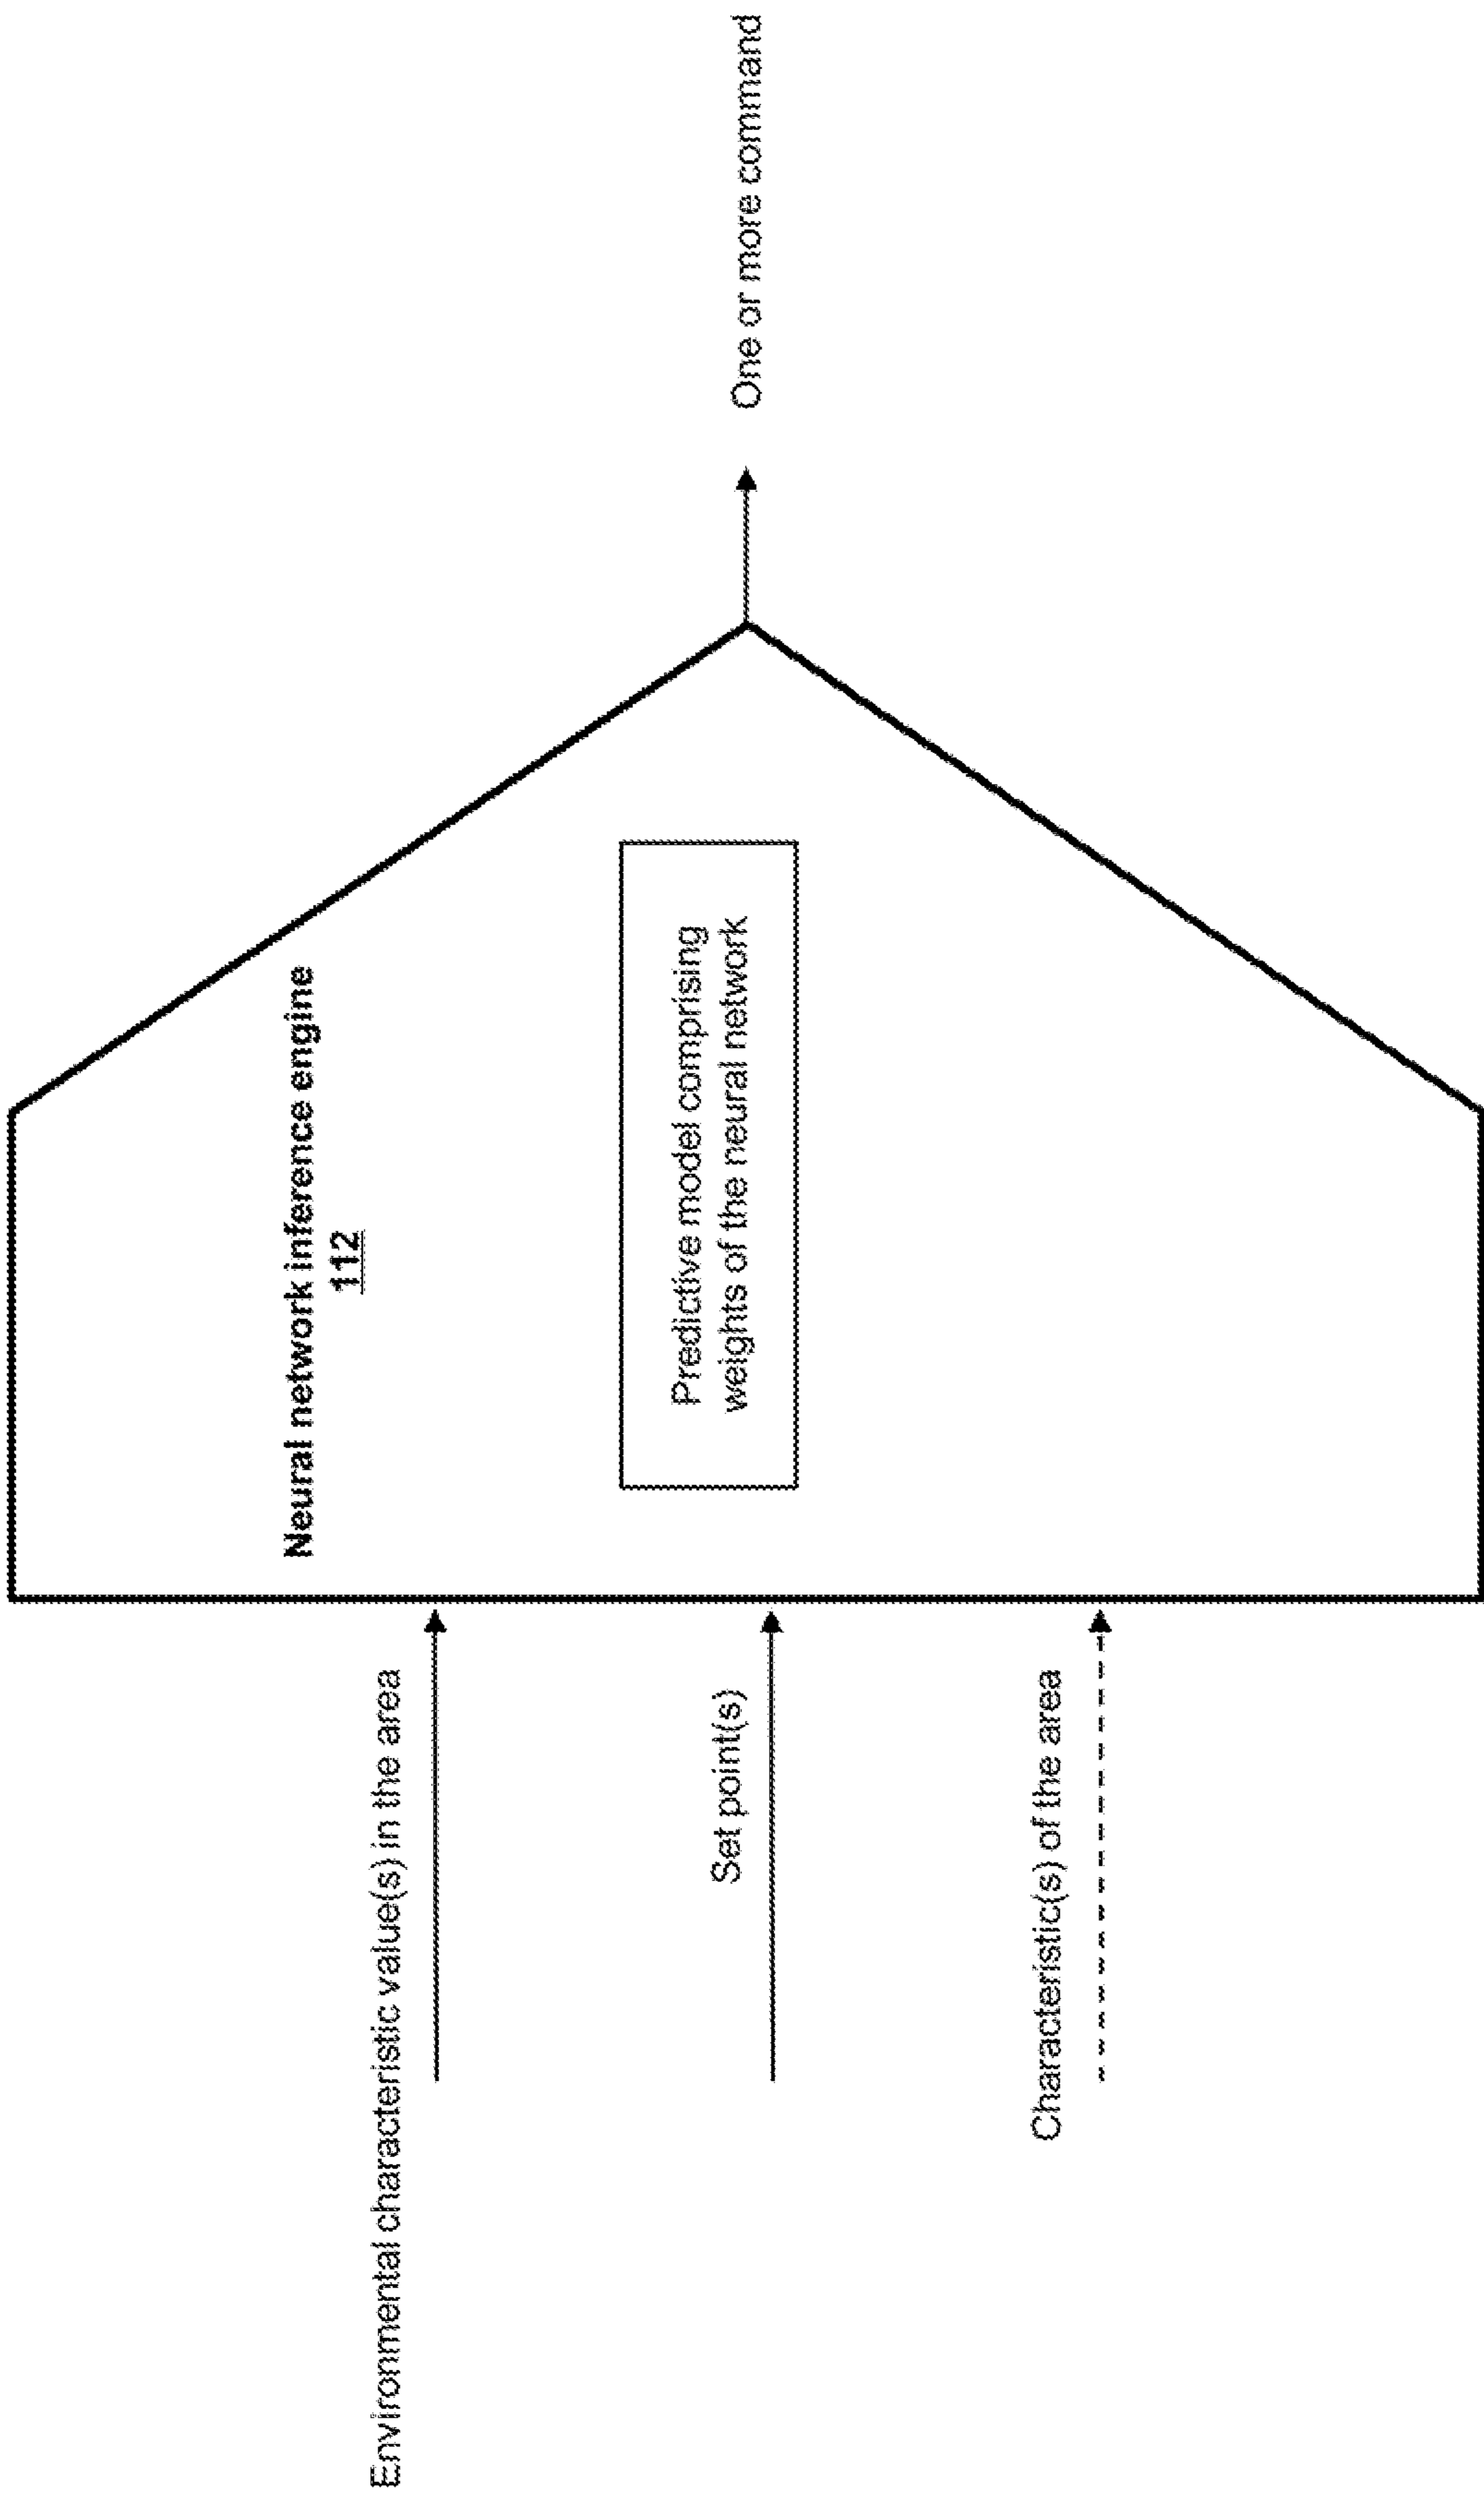 Environmental characteristic value(s) in the area
Set point(s)
Characteristic(s) of the area
Neural network inference engine
112
Predictive model comprising
weights of the neural network
One or more command